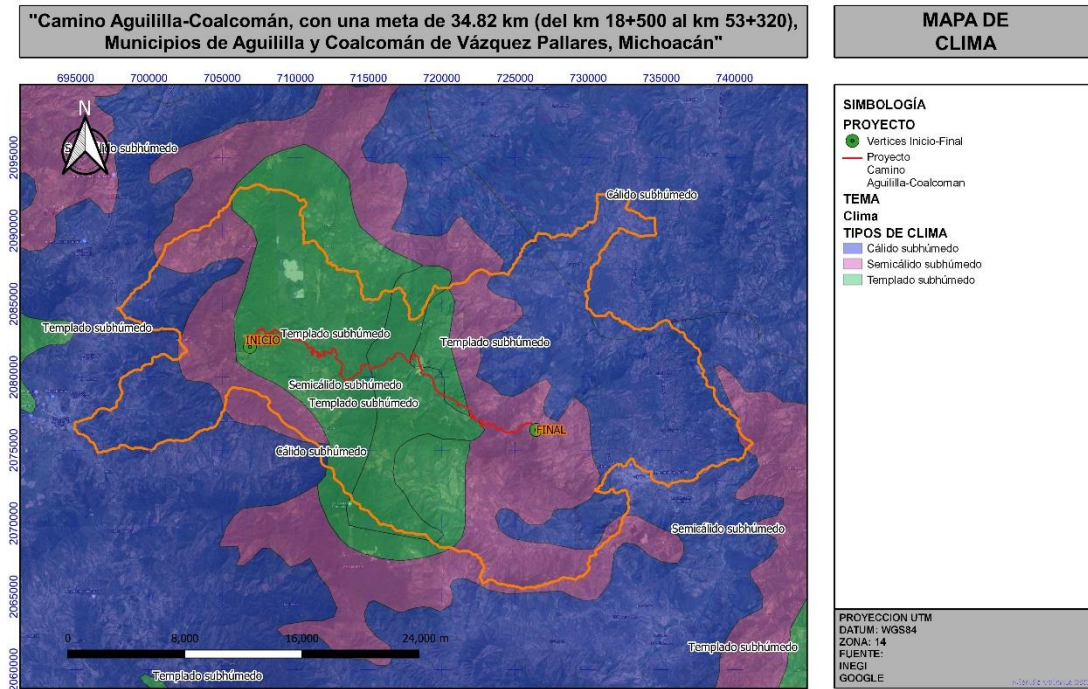 "Camino Aguililla-Coalcomán, con una meta de 34.82 km (del km 18+500 al km 53+320),
Municipios de Aguililla y Coalcomán de Vázquez Pallares, Michoacán"
MAPA DE
CLIMA
695000 700000 705000 710000 715000 720000 725000 730000 735000 740000
N
2095000
2090000
2085000
2080000
2075000
2070000
2065000
2060000
subhúmedo
Cálido subhúmedo
Templado subhúmedo
INICIO
Templado subhúmedo
Templado subhúmedo
Semicálido subhúmedo
Templado subhúmedo
FINAL
Cálido subhúmedo
Semicálido subhúmedo
Templado subhúmedo
Templado subhúmedo
0 8,000 16,000 24,000 m
SIMBOLOGÍA
PROYECTO
Vertices Inicio-Final
Proyecto
Camino
Aguililla-Coalcoman
TEMA
Clima
TIPOS DE CLIMA
Cálido subhúmedo
Semicálido subhúmedo
Templado subhúmedo
PROYECCION UTM
DATUM: WGS84
ZONA: 14
FUENTE:
INEGI
GOOGLE